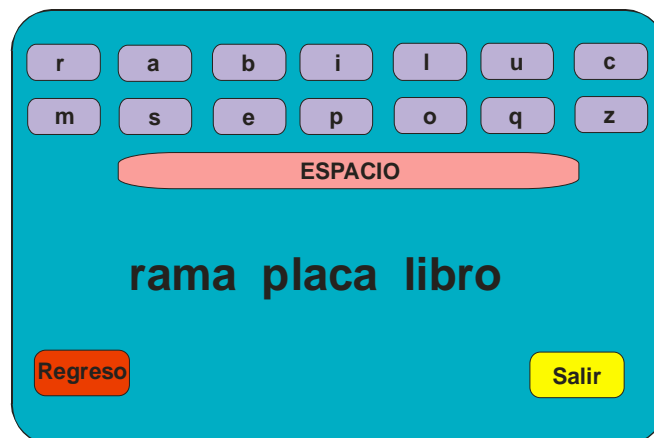 r a b i l u c
m s e p o q z
ESPACIO
rama placa libro
Regreso Salir